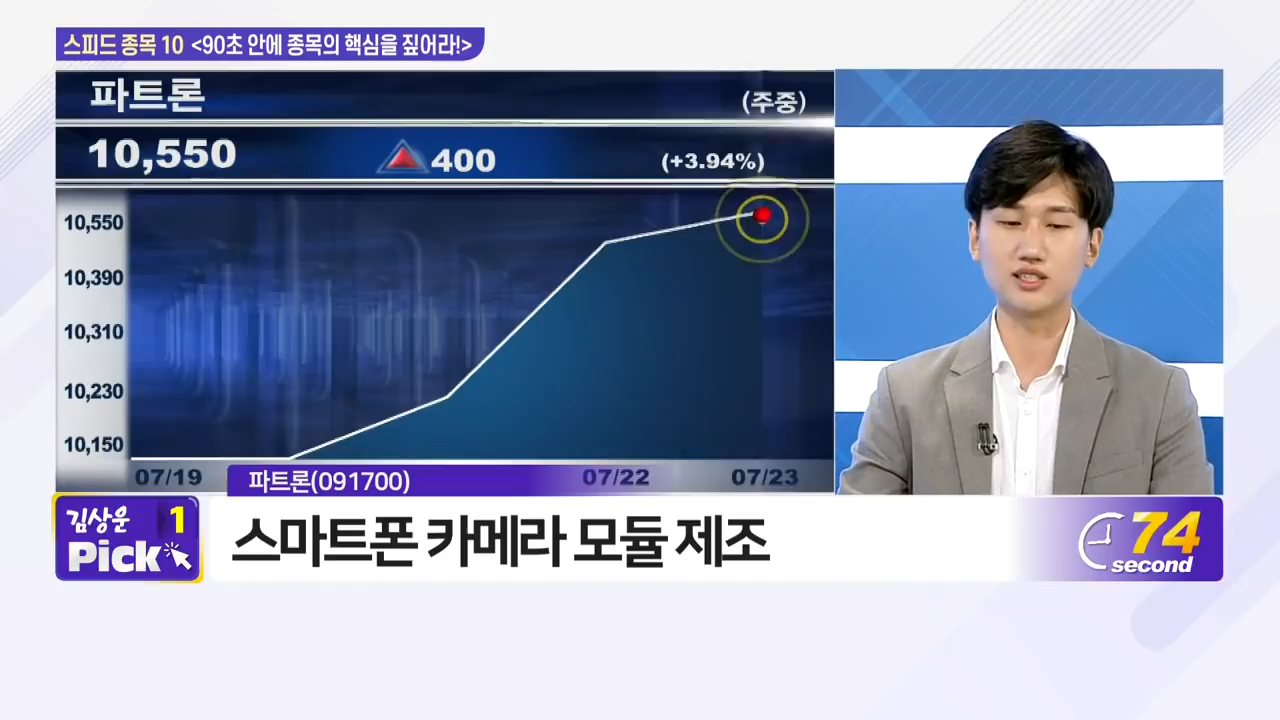 스피드 종목 10 <90초 안에 종목의 핵심을 짚어라!>
파트론
(주중)
10,550
400
(+3.94%)
10,550
10,390
10,310
10,230
10,150
07/19
07/22
07/23
파트론(091700)
김상운 1
Pick
스마트폰 카메라 모듈 제조
74
second